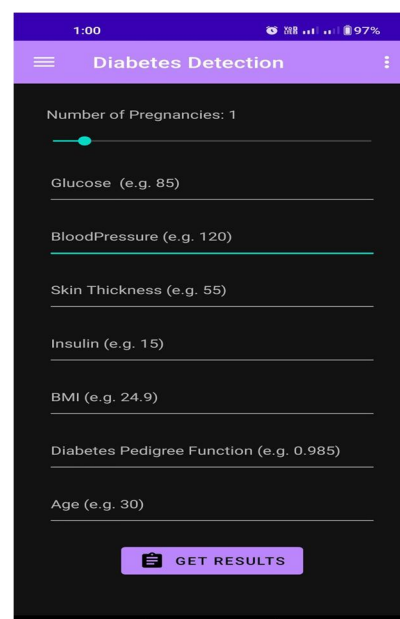 1:00 97%
Diabetes Detection
Number of Pregnancies: 1
Glucose (e.g. 85)
BloodPressure (e.g. 120)
Skin Thickness (e.g. 55)
Insulin (e.g. 15)
BMI (e.g. 24.9)
Diabetes Pedigree Function (e.g. 0.985)
Age (e.g. 30)
GET RESULTS